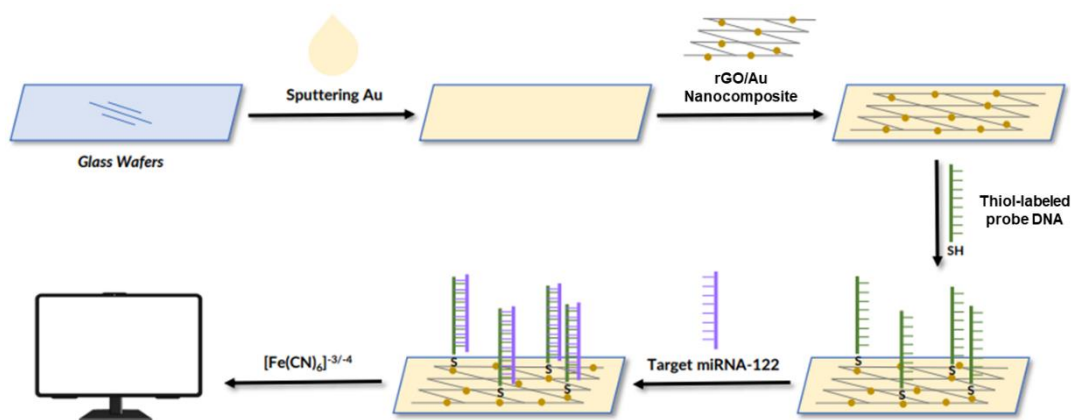 Sputtering Au
rGO/Au
Nanocomposite
Glass Wafers
Thiol-labeled
probe DNA
SH
S
S
S
S
Target miRNA-122
S
S
S
S
[Fe(CN)₆]⁻³/⁻⁴